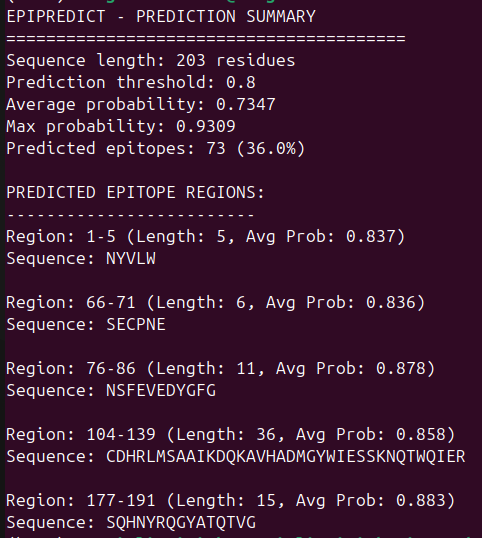 EPIPREDICT - PREDICTION SUMMARY
========================================
Sequence length: 203 residues
Prediction threshold: 0.8
Average probability: 0.7347
Max probability: 0.9309
Predicted epitopes: 73 (36.0%)
PREDICTED EPITOPE REGIONS:
-------------------------
Region: 1-5 (Length: 5, Avg Prob: 0.837)
Sequence: NYVLW
Region: 66-71 (Length: 6, Avg Prob: 0.836)
Sequence: SECPNE
Region: 76-86 (Length: 11, Avg Prob: 0.878)
Sequence: NSFEVEDYGFG
Region: 104-139 (Length: 36, Avg Prob: 0.858)
Sequence: CDHRLMSAAIKDQKAVHADMGYWIESSKNQTWQIER
Region: 177-191 (Length: 15, Avg Prob: 0.883)
Sequence: SQHNYRQGYATQTVG